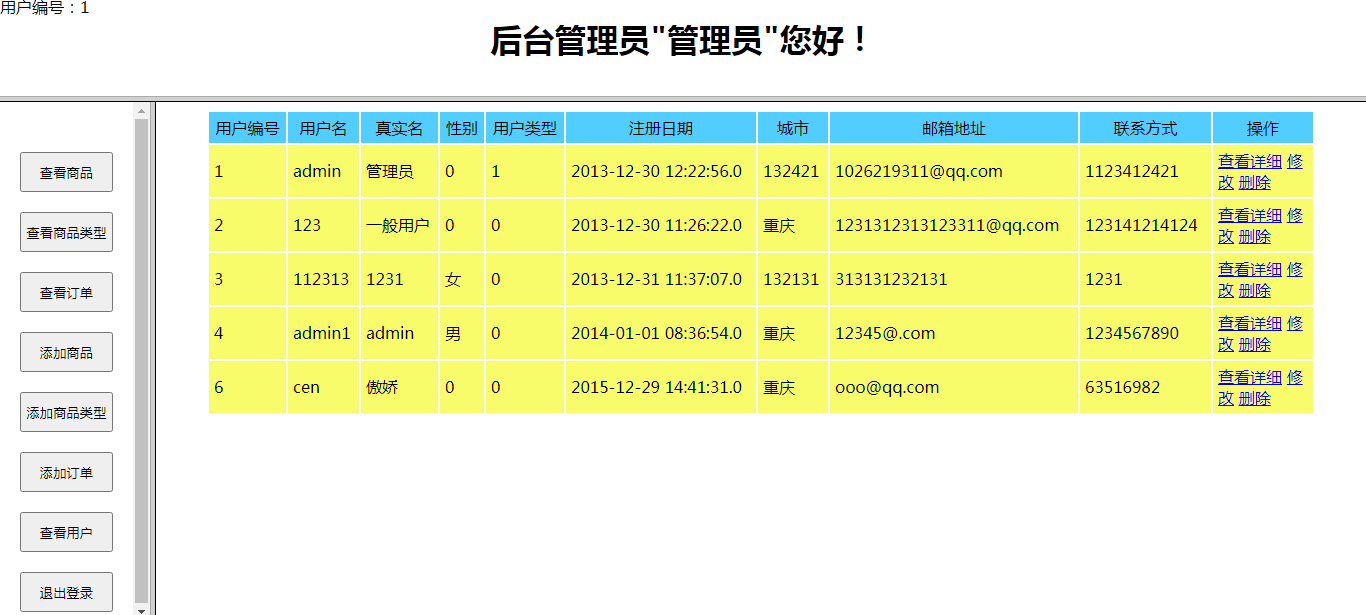 用户编号：1
后台管理员"管理员"您好！
查看商品
查看商品类型
查看订单
添加商品
添加商品类型
添加订单
查看用户
退出登录
用户编号 用户名 真实名 性别 用户类型 注册日期 城市 邮箱地址 联系方式 操作
1 admin 管理员 0 1 2013-12-30 12:22:56.0 132421 1026219311@qq.com 1123412421 查看详细 修
改 删除
2 123 一般用户 0 0 2013-12-30 11:26:22.0 重庆 1231312313123311@qq.com 123141214124 查看详细 修
改 删除
3 112313 1231 女 0 2013-12-31 11:37:07.0 132131 313131232131 1231 查看详细 修
改 删除
4 admin1 admin 男 0 2014-01-01 08:36:54.0 重庆 12345@.com 1234567890 查看详细 修
改 删除
6 cen 傲娇 0 0 2015-12-29 14:41:31.0 重庆 ooo@qq.com 63516982 查看详细 修
改 删除